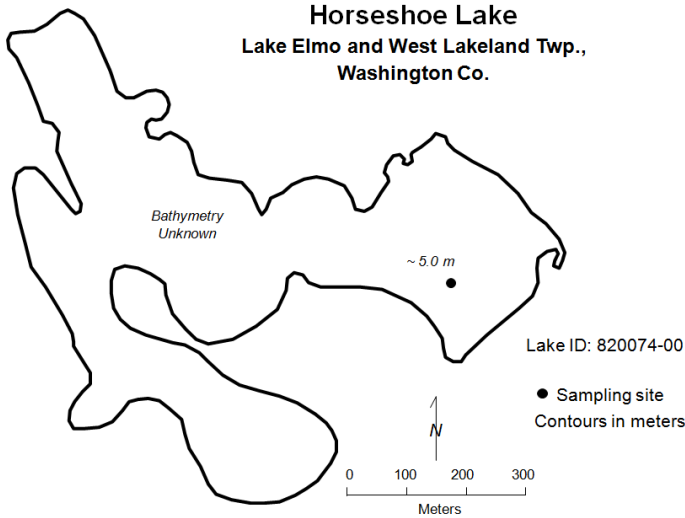 Horseshoe Lake
Lake Elmo and West Lakeland Twp.,
Washington Co.
Bathymetry
Unknown
~ 5.0 m
Lake ID: 820074-00
Sampling site
Contours in meters
N
0 100 200 300
Meters